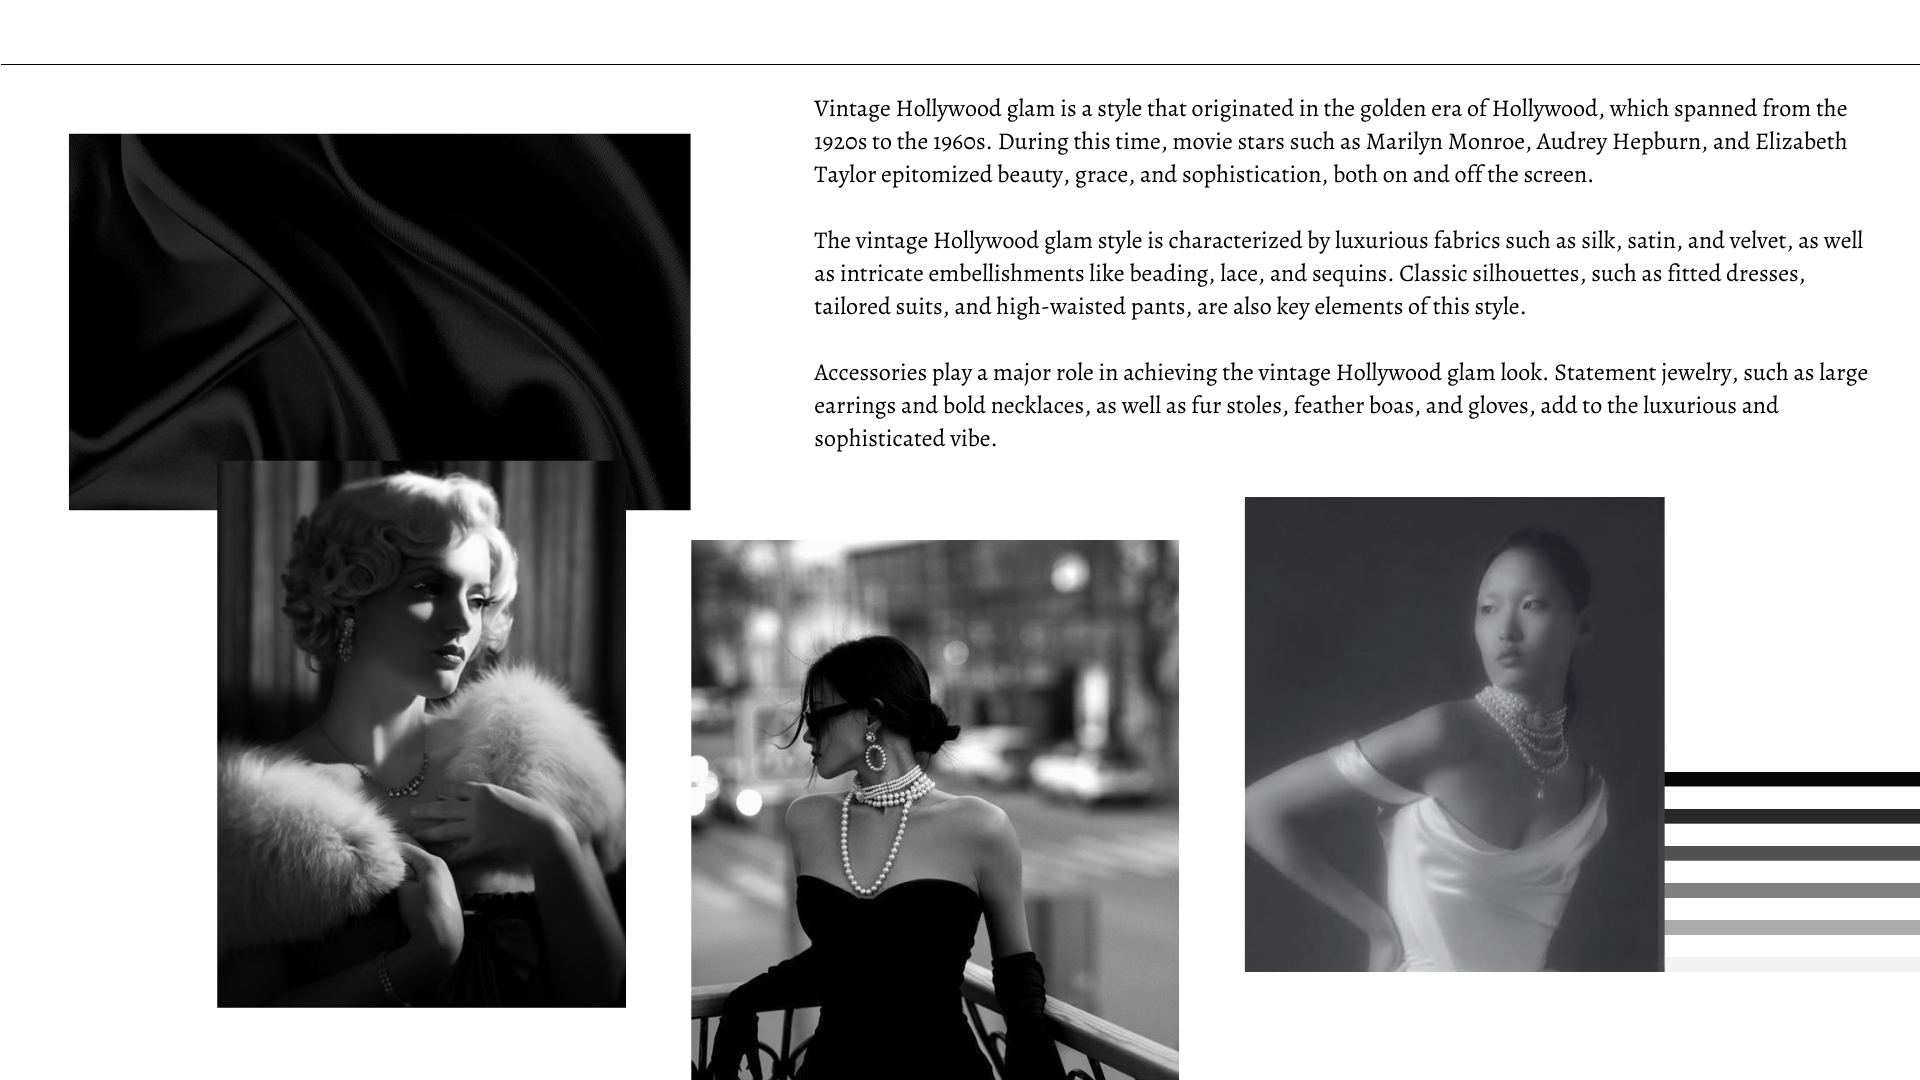 Vintage Hollywood glam is a style that originated in the golden era of Hollywood, which spanned from the
1920s to the 1960s. During this time, movie stars such as Marilyn Monroe, Audrey Hepburn, and Elizabeth
Taylor epitomized beauty, grace, and sophistication, both on and off the screen.
The vintage Hollywood glam style is characterized by luxurious fabrics such as silk, satin, and velvet, as well
as intricate embellishments like beading, lace, and sequins. Classic silhouettes, such as fitted dresses,
tailored suits, and high-waisted pants, are also key elements of this style.
Accessories play a major role in achieving the vintage Hollywood glam look. Statement jewelry, such as large
earrings and bold necklaces, as well as fur stoles, feather boas, and gloves, add to the luxurious and
sophisticated vibe.